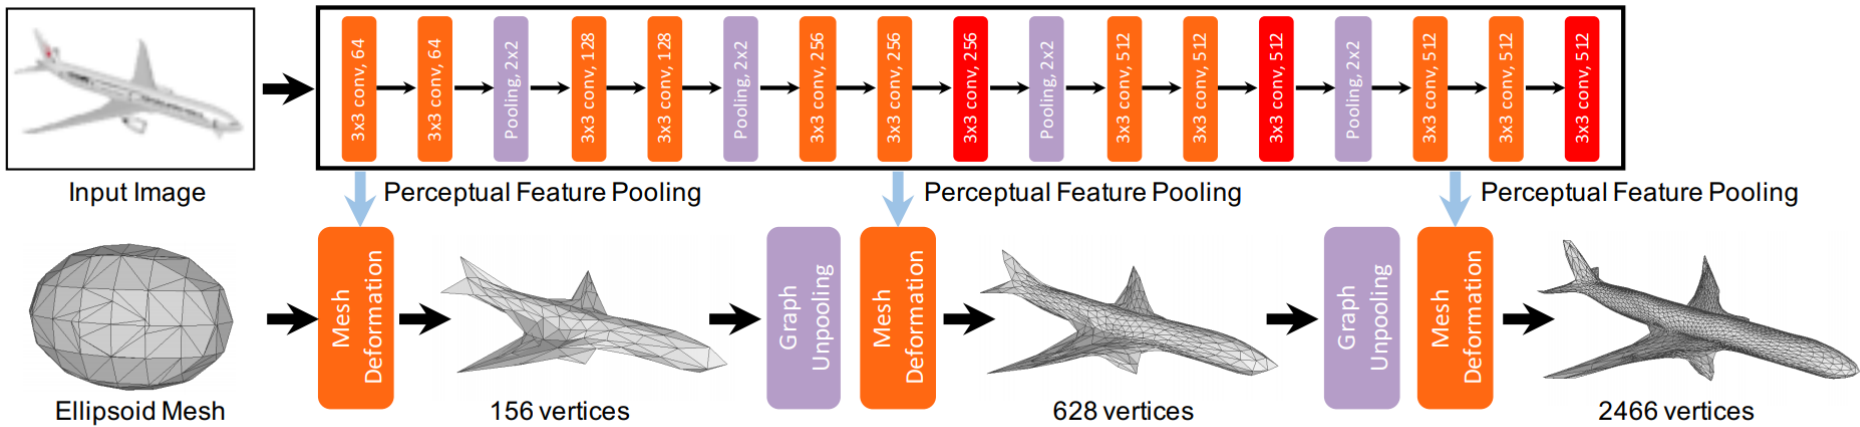 3x3 conv, 64
3x3 conv, 64
Pooling, 2x2
3x3 conv, 128
3x3 conv, 128
Pooling, 2x2
3x3 conv, 256
3x3 conv, 256
3x3 conv, 256
Pooling, 2x2
3x3 conv, 512
3x3 conv, 512
3x3 conv, 512
Pooling, 2x2
3x3 conv, 512
3x3 conv, 512
3x3 conv, 512
Input Image
Perceptual Feature Pooling
Perceptual Feature Pooling
Perceptual Feature Pooling
Mesh
Deformation
Graph
Unpooling
Mesh
Deformation
Graph
Unpooling
Mesh
Deformation
Ellipsoid Mesh
156 vertices
628 vertices
2466 vertices